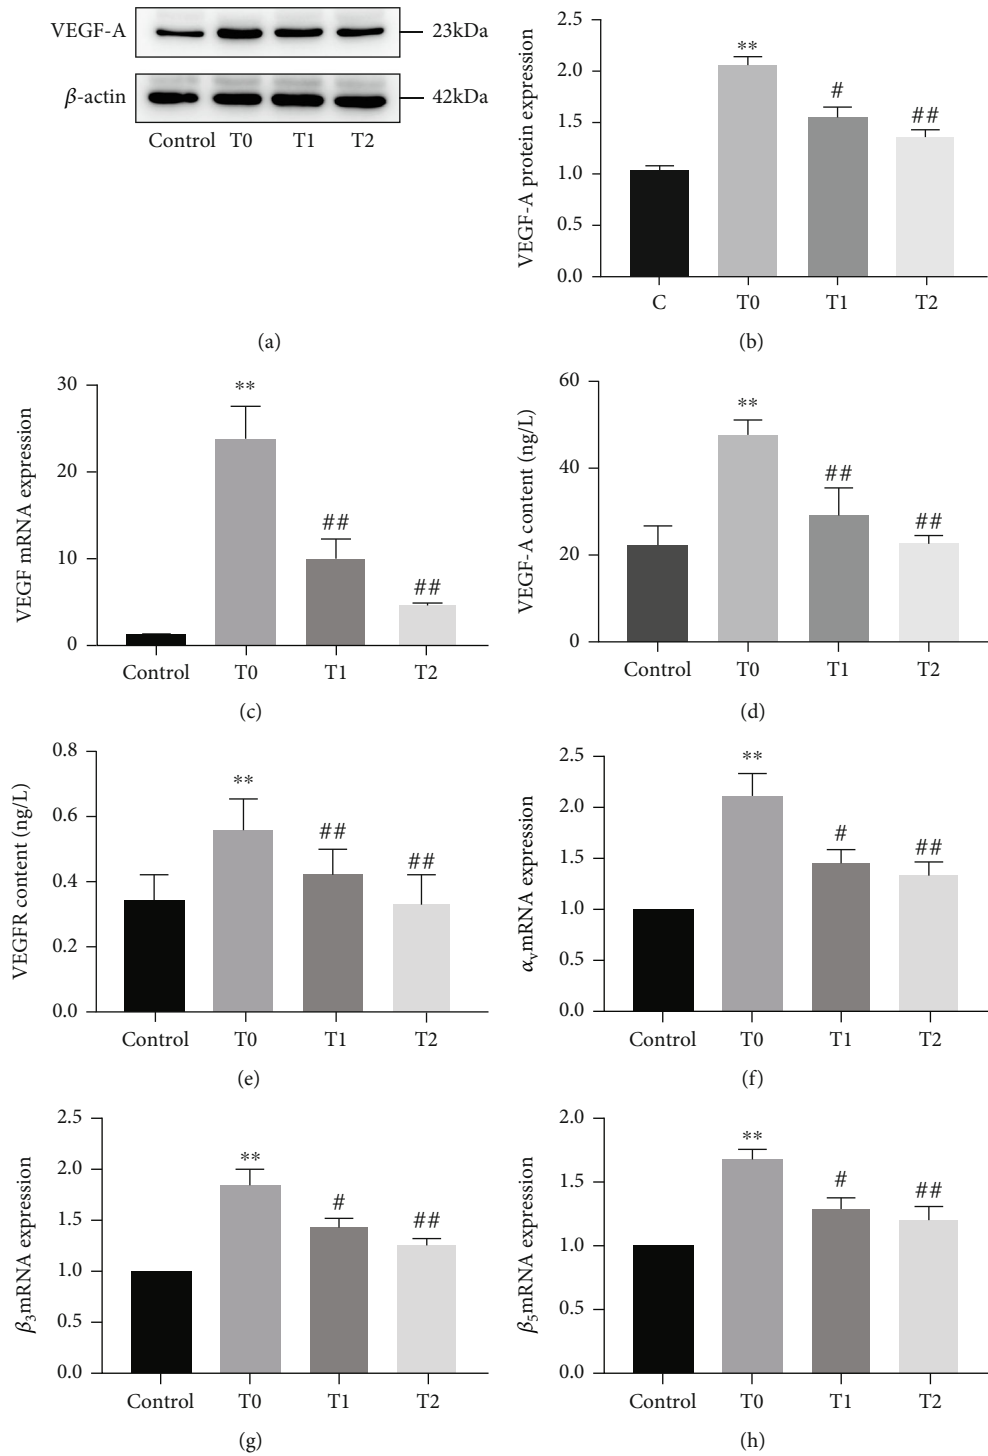 VEGF-A
23kDa
β-actin
42kDa
Control T0 T1 T2
(a)
VEGF-A protein expression
2.5
2.0
1.5
1.0
0.5
0.0
**
#
##
C T0 T1 T2
(b)
VEGF mRNA expression
30
20
10
0
**
##
##
Control T0 T1 T2
(c)
VEGF-A content (ng/L)
60
40
20
0
**
##
##
Control T0 T1 T2
(d)
VEGFR content (ng/L)
0.8
0.6
0.4
0.2
0.0
**
##
##
Control T0 T1 T2
(e)
αvmRNA expression
2.5
2.0
1.5
1.0
0.5
0.0
**
#
##
Control T0 T1 T2
(f)
β3mRNA expression
2.5
2.0
1.5
1.0
0.5
0.0
**
#
##
Control T0 T1 T2
(g)
β5mRNA expression
2.0
1.5
1.0
0.5
0.0
**
#
##
Control T0 T1 T2
(h)